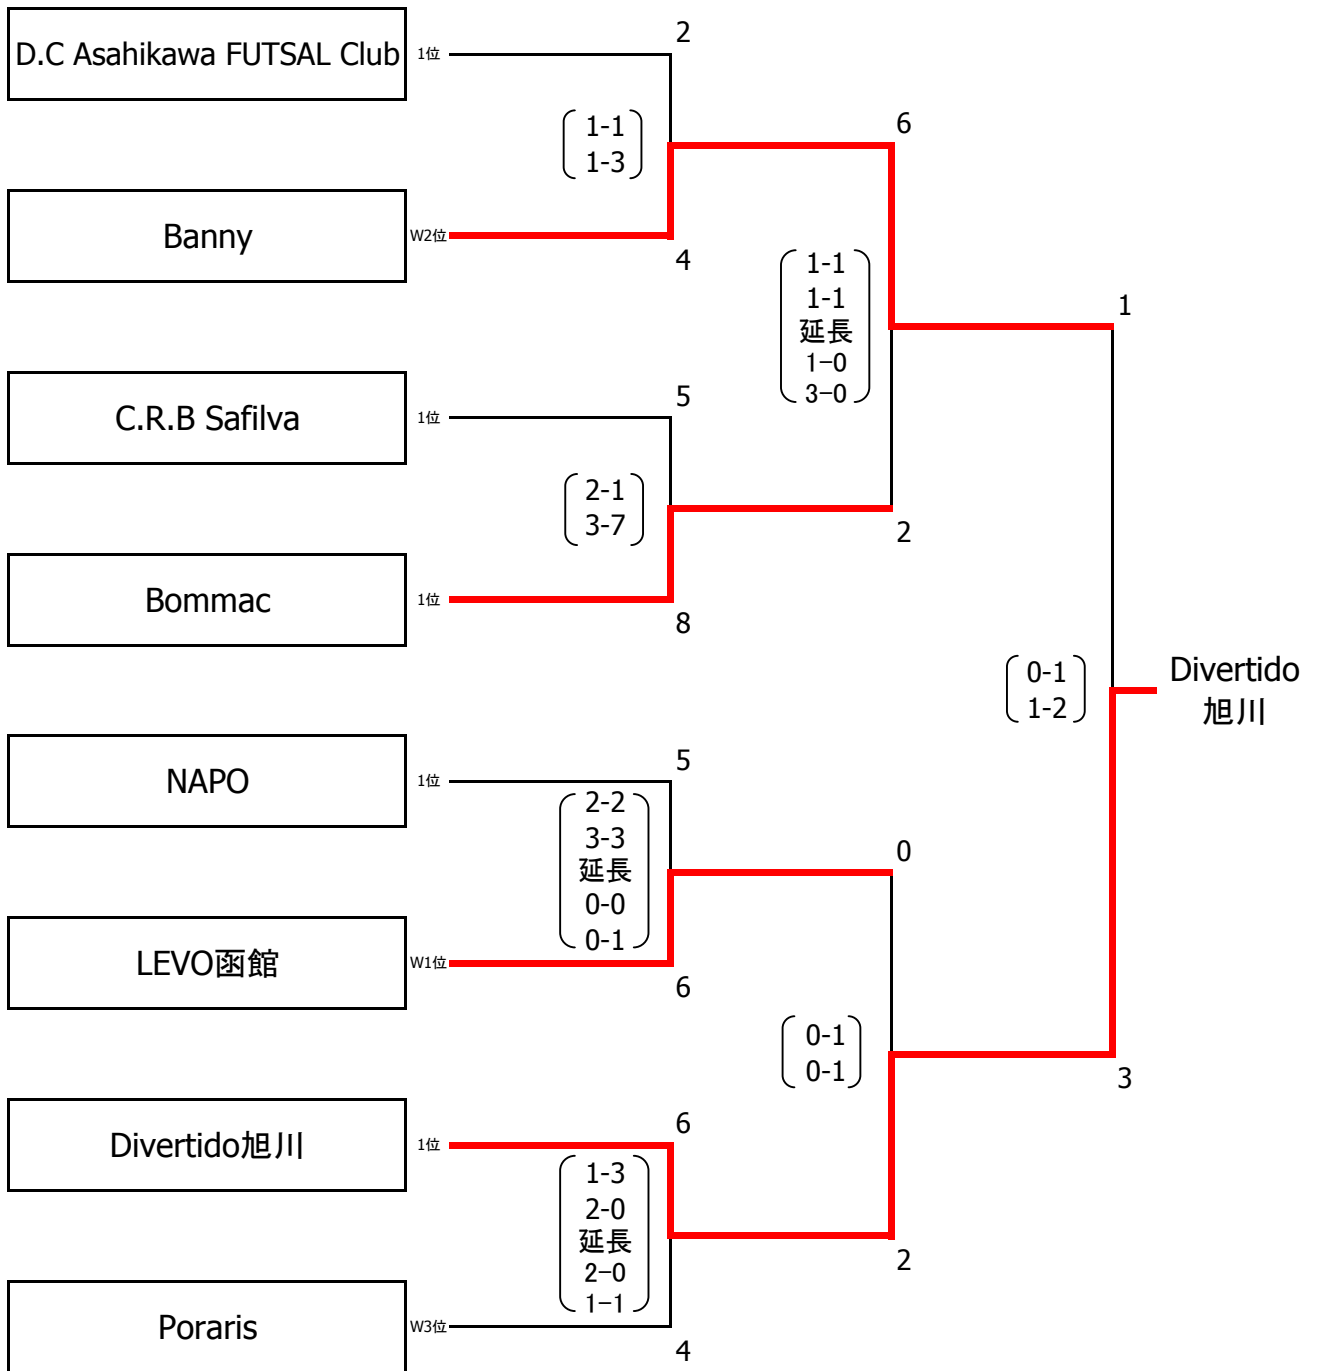 2
D.C Asahikawa FUTSAL Club
1位
1-1
1-3
6
Banny
W2位
4
1-1
1-1
延長
1-0
3-0
1
5
C.R.B Safilva
1位
2-1
3-7
2
Bommac
1位
8
0-1
1-2
Divertido
旭川
5
NAPO
1位
2-2
3-3
延長
0-0
0-1
0
LEVO函館
W1位
6
0-1
0-1
3
6
Divertido旭川
1位
1-3
2-0
延長
2-0
1-1
2
Poraris
W3位
4